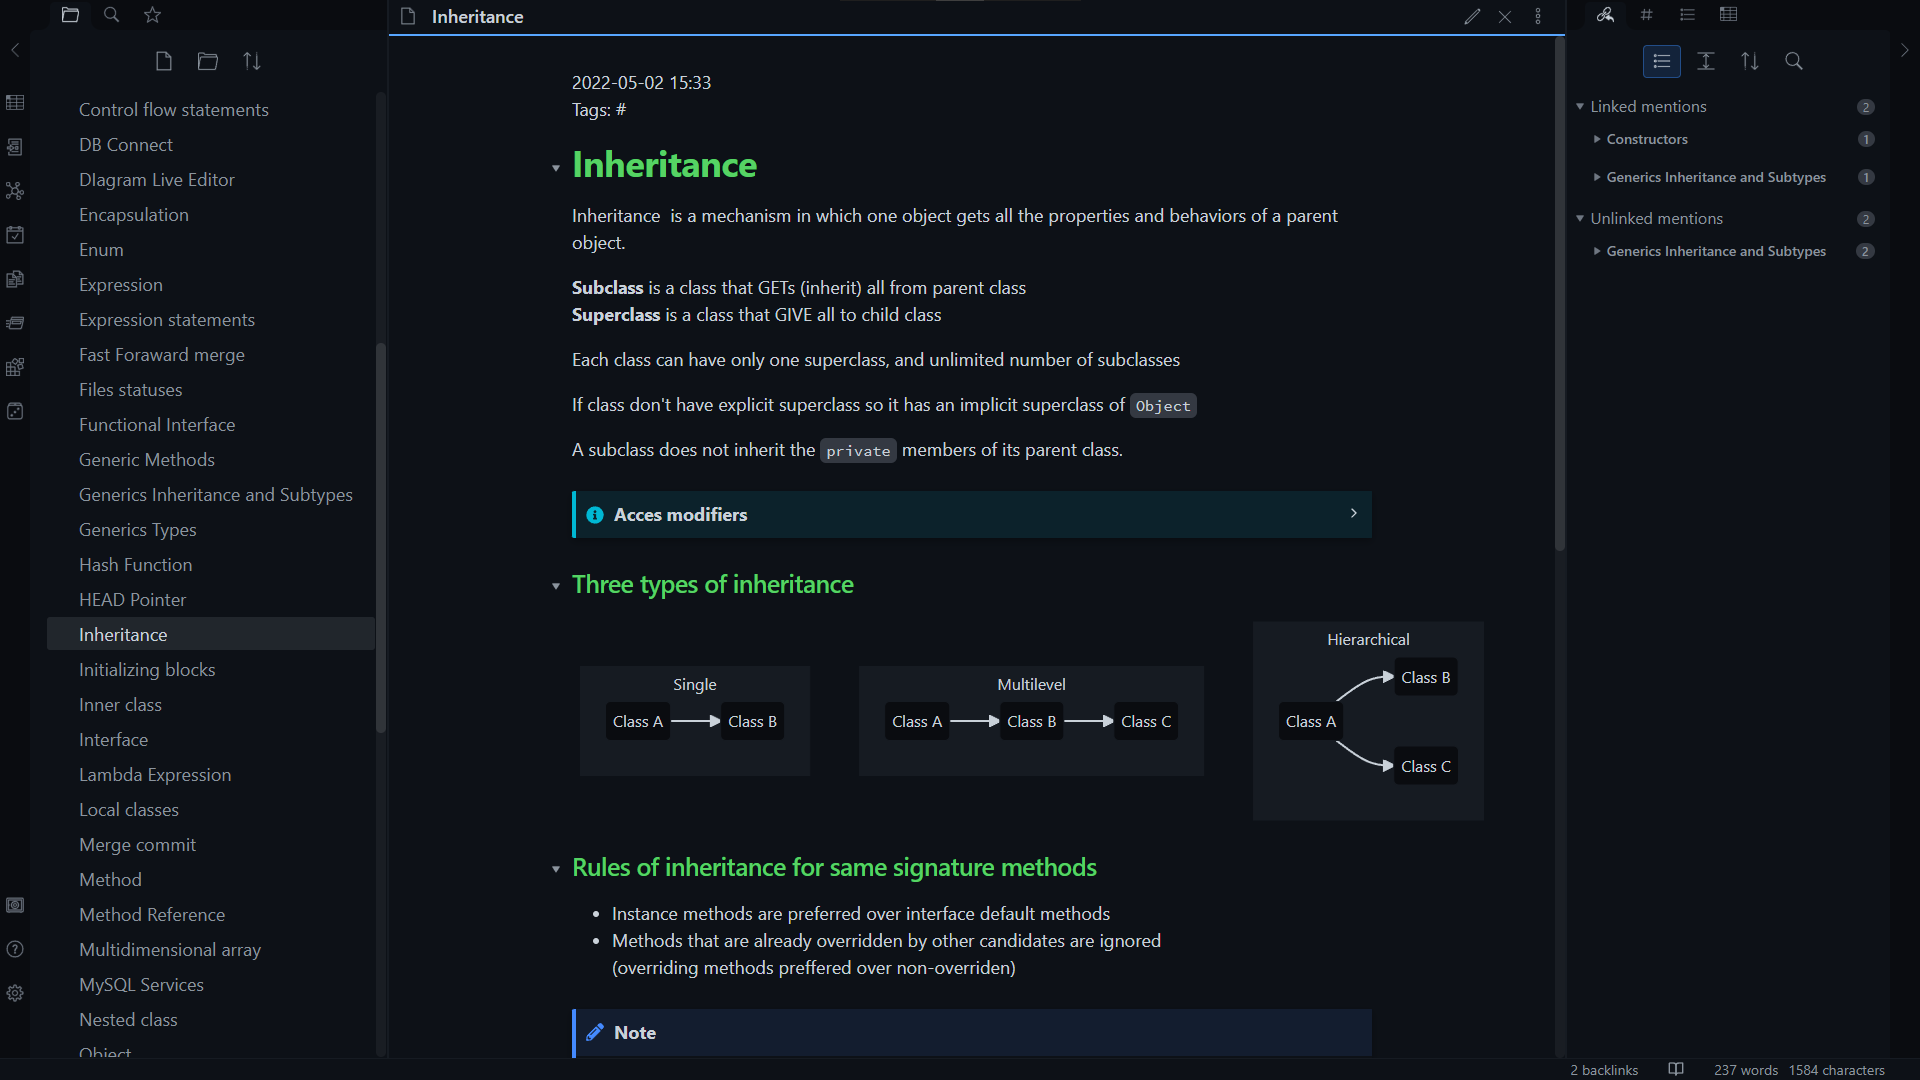 Inheritance
Control flow statements
DB Connect
DIagram Live Editor
Encapsulation
Enum
Expression
Expression statements
Fast Foraward merge
Files statuses
Functional Interface
Generic Methods
Generics Inheritance and Subtypes
Generics Types
Hash Function
HEAD Pointer
Inheritance
Initializing blocks
Inner class
Interface
Lambda Expression
Local classes
Merge commit
Method
Method Reference
Multidimensional array
MySQL Services
Nested class
Object
2022-05-02 15:33
Tags: #
Inheritance
Inheritance  is a mechanism in which one object gets all the properties and behaviors of a parent
object.
Subclass is a class that GETs (inherit) all from parent class
Superclass is a class that GIVE all to child class
Each class can have only one superclass, and unlimited number of subclasses
If class don't have explicit superclass so it has an implicit superclass of Object
A subclass does not inherit the private members of its parent class.
Acces modifiers
Three types of inheritance
Single
Class A
Class B
Multilevel
Class A
Class B
Class C
Hierarchical
Class B
Class A
Class C
Rules of inheritance for same signature methods
• Instance methods are preferred over interface default methods
• Methods that are already overridden by other candidates are ignored
(overriding methods preffered over non-overriden)
Note
Linked mentions 2
Constructors 1
Generics Inheritance and Subtypes 1
Unlinked mentions 2
Generics Inheritance and Subtypes 2
2 backlinks 237 words 1584 characters